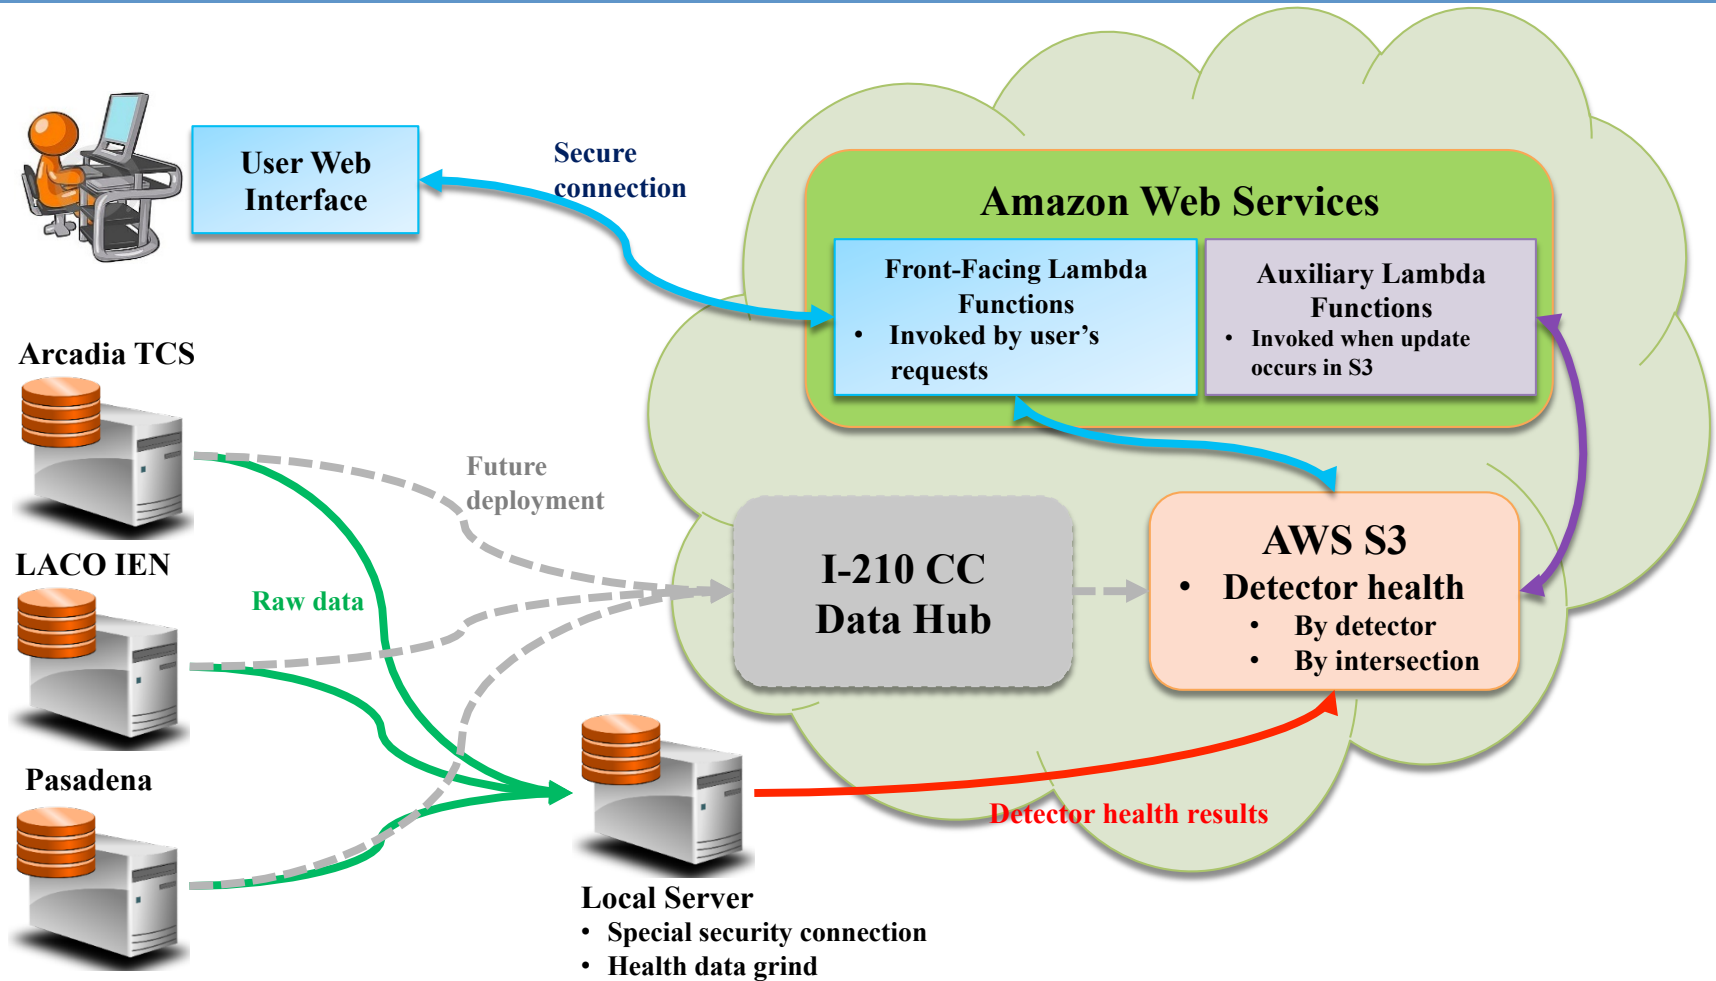 User Web
Interface
Secure
connection
Amazon Web Services
Front-Facing Lambda
Functions
• Invoked by user’s
requests
Auxiliary Lambda
Functions
• Invoked when update
occurs in S3
Arcadia TCS
Future
deployment
LACO IEN
Raw data
I-210 CC
Data Hub
AWS S3
• Detector health
• By detector
• By intersection
Pasadena
Detector health results
Local Server
• Special security connection
• Health data grind